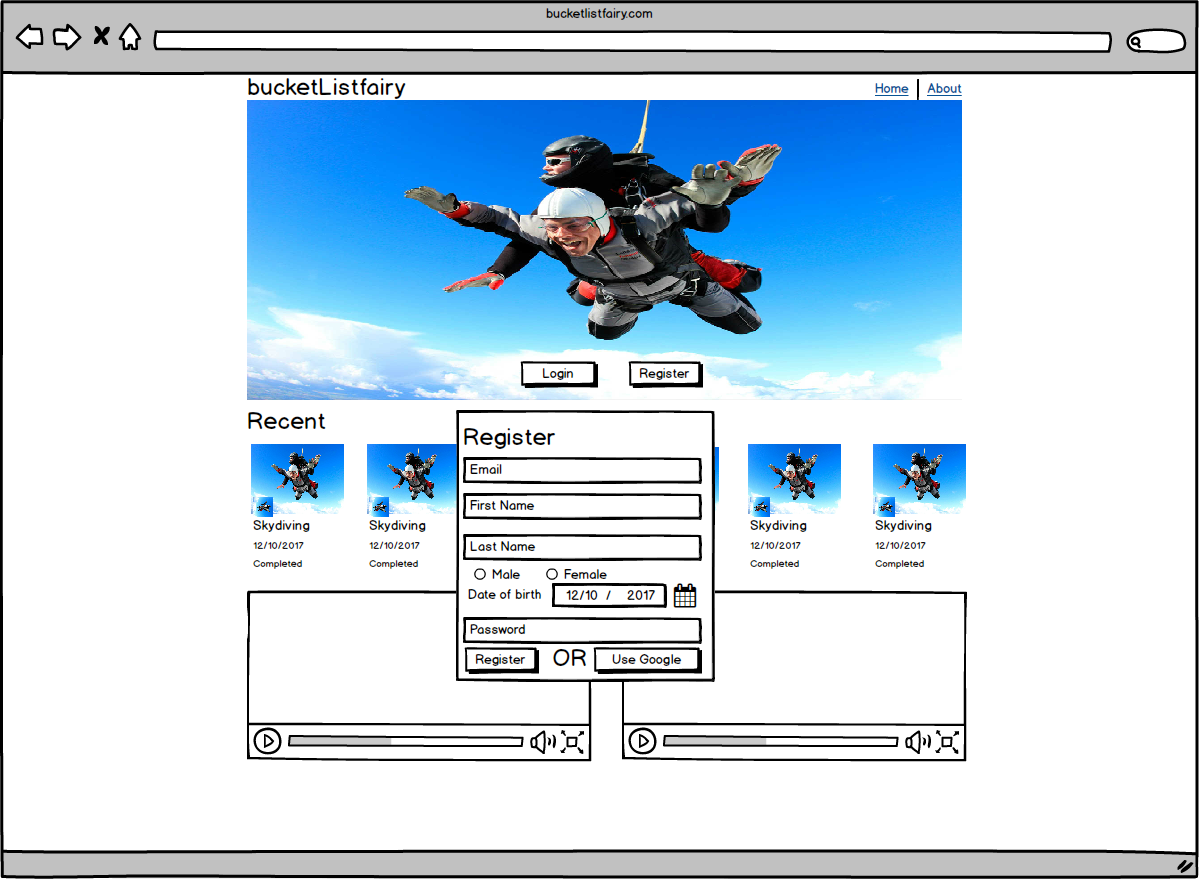 bucketlistfairy.com
bucketListfairy
Home
About
Login
Register
Recent
Register
Email
First Name
Last Name
Male
Female
Date of birth
12/10 / 2017
Password
Register
OR
Use Google
Skydiving
12/10/2017
Completed
Skydiving
12/10/2017
Completed
Skydiving
12/10/2017
Completed
Skydiving
12/10/2017
Completed